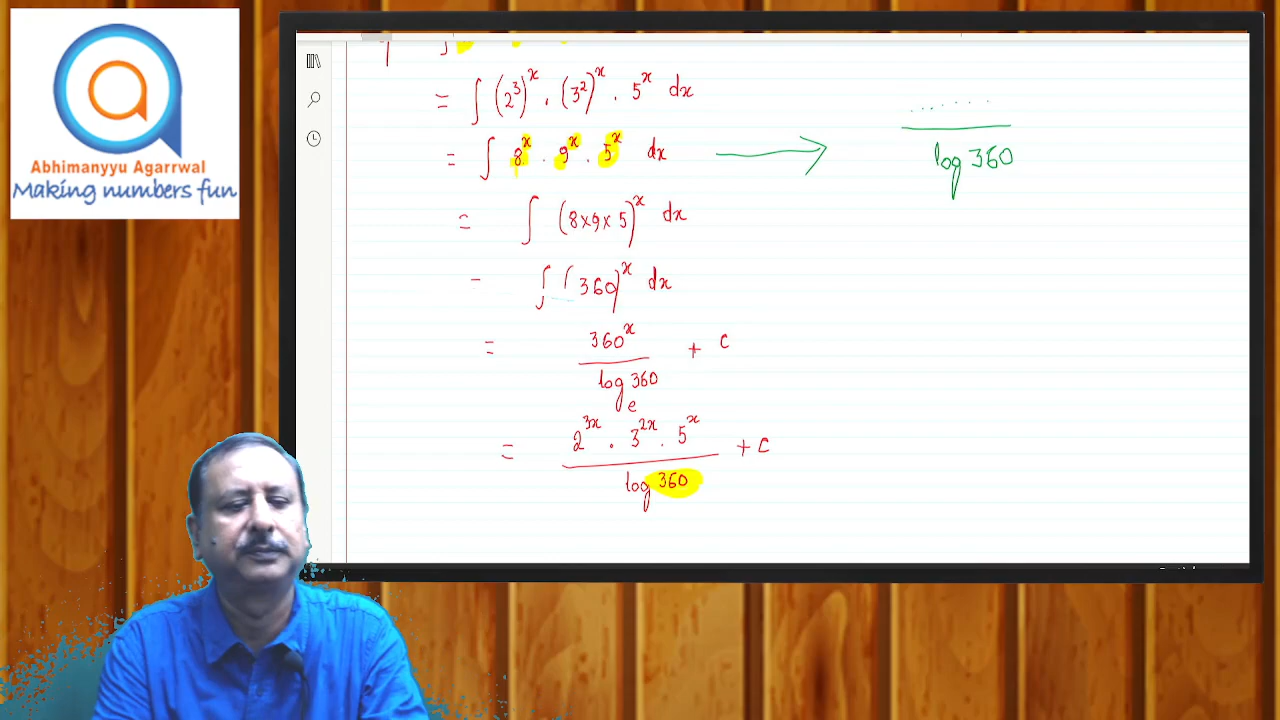 Abhimanyyu Agarrwal
Making numbers fun
= ∫ (2³)ˣ . (3²)ˣ . 5ˣ dx
= ∫ 8ˣ . 9ˣ . 5ˣ dx → ......./log 360
= ∫ (8×9×5)ˣ dx
= ∫ (360)ˣ dx
= 360ˣ/logₑ 360 + c
= 2³ˣ . 3²ˣ . 5ˣ/log 360 + c